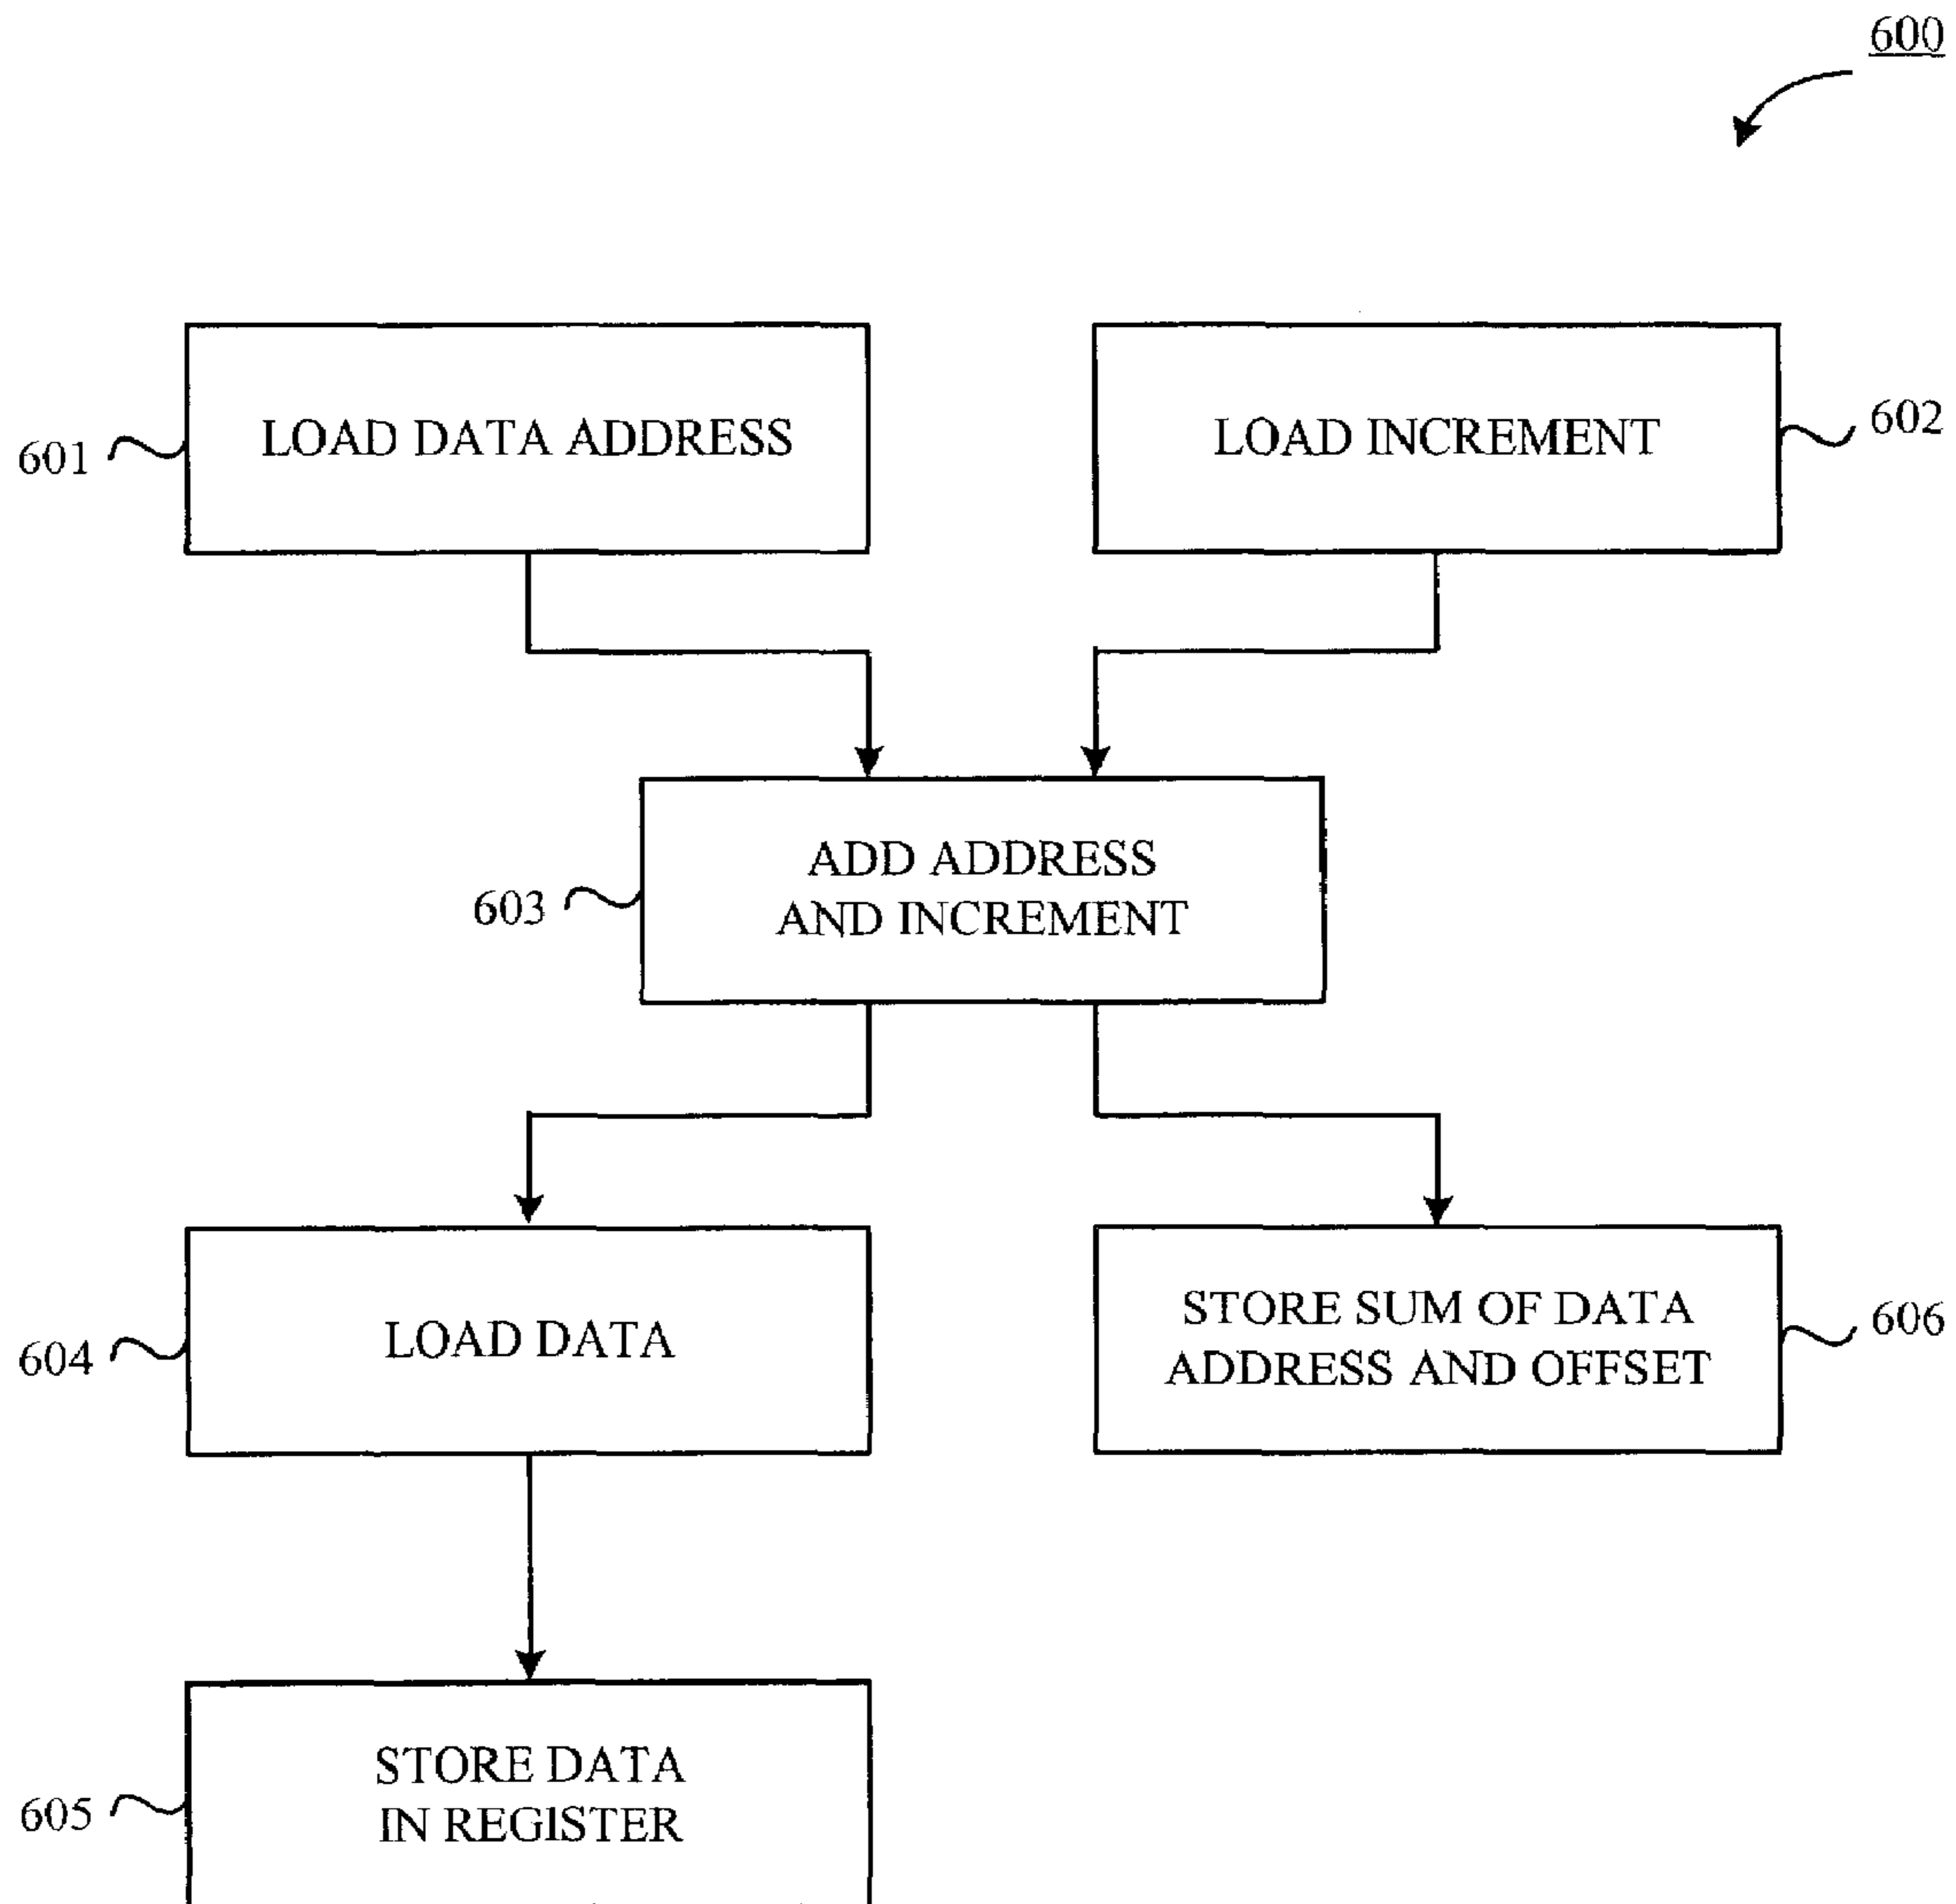 600
LOAD DATA ADDRESS
LOAD INCREMENT
601
602
ADD ADDRESS
AND INCREMENT
603
LOAD DATA
604
STORE SUM OF DATA
ADDRESS AND OFFSET
606
STORE DATA
IN REGISTER
605